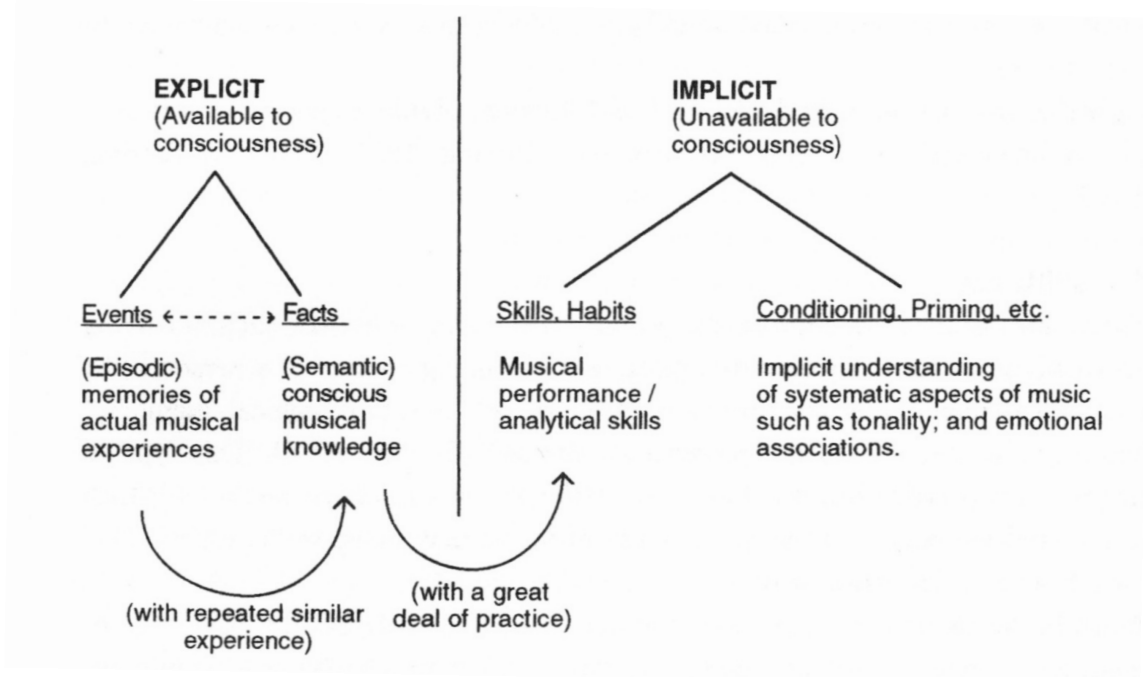 EXPLICIT
(Available to
consciousness)
IMPLICIT
(Unavailable to
consciousness)
Events
Facts
Skills, Habits
Conditioning, Priming, etc.
(Episodic)
memories of
actual musical
experiences
(Semantic)
conscious
musical
knowledge
Musical
performance /
analytical skills
Implicit understanding
of systematic aspects of music
such as tonality; and emotional
associations.
(with repeated similar
experience)
(with a great
deal of practice)